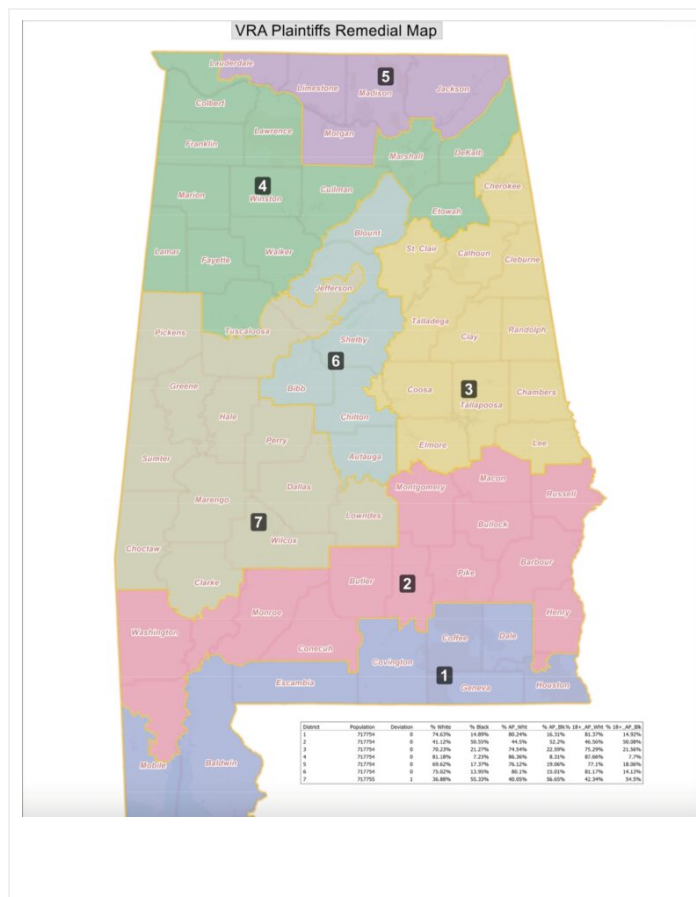 VRA Plaintiffs Remedial Map
Lauderdale
Limestone
Madison
5
Jackson
Colbert
Lawrence
Morgan
Franklin
Marshall
DeKalb
4
Cullman
Cherokee
Marion
Winston
Etowah
Blount
Lamar
Fayette
Walker
St. Clair
Calhoun
Cleburne
Jefferson
Pickens
Tuscaloosa
Talladega
Randolph
Shelby
Clay
6
Greene
Bibb
Coosa
3
Chambers
Tallapoosa
Hale
Chilton
Perry
Elmore
Lee
Sumter
Autauga
Dallas
Montgomery
Macon
Russell
Marengo
Lowndes
7
Bullock
Wilcox
Choctaw
Barbour
Clarke
Butler
2
Pike
Monroe
Henry
Washington
Conecuh
Coffee
Dale
Covington
1
Escambia
Geneva
Houston
Mobile
Baldwin
District Population Deviation % White % Black % AP_Wht % AP_Blk % 18+_AP_Wht % 18+_AP_Blk
1 717754 0 74.63% 14.89% 80.24% 16.31% 81.37% 14.92%
2 717754 0 41.12% 50.55% 44.5% 52.2% 46.56% 50.08%
3 717754 0 70.23% 21.27% 74.54% 22.59% 75.29% 21.56%
4 717754 0 81.18% 7.23% 86.36% 8.31% 87.66% 7.7%
5 717754 0 69.62% 17.37% 76.12% 19.06% 77.1% 18.06%
6 717754 0 75.02% 13.95% 80.1% 15.01% 81.17% 14.13%
7 717755 1 36.88% 55.33% 40.05% 56.65% 42.34% 54.5%